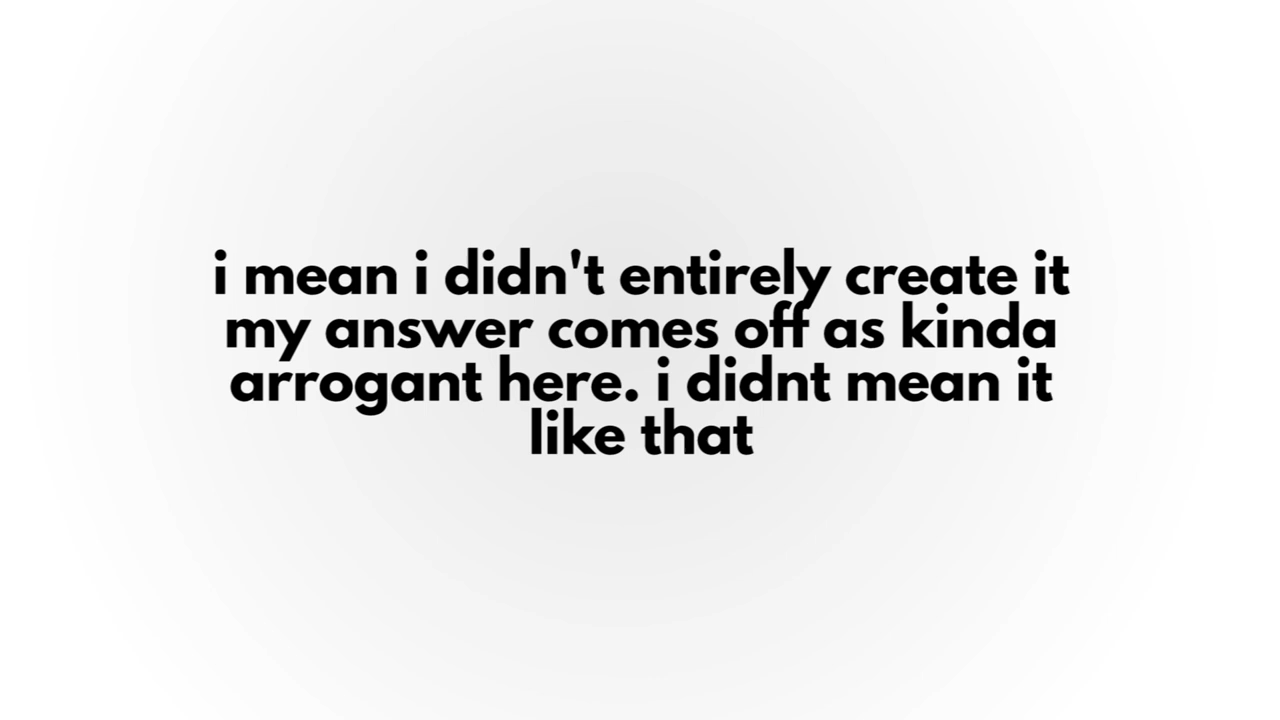 i mean i didn't entirely create it
my answer comes off as kinda
arrogant here. i didnt mean it
like that